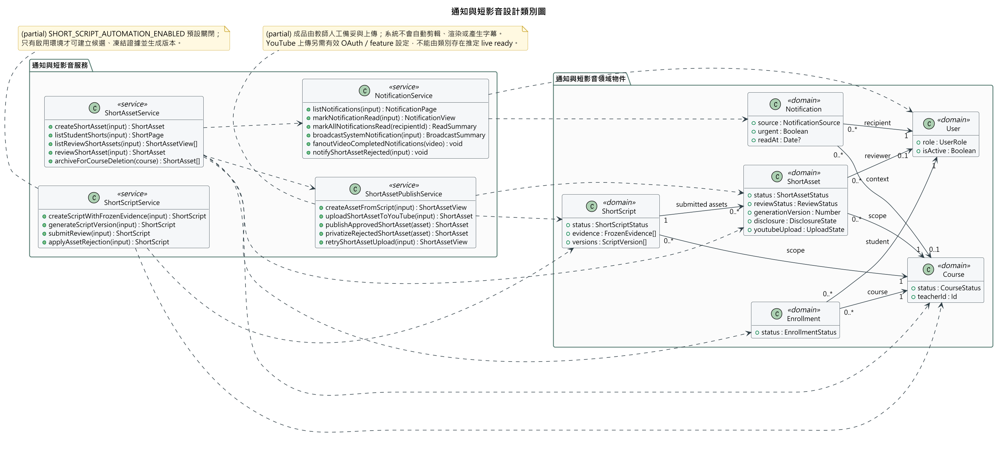 通知與短影音設計類別圖
(partial) SHORT_SCRIPT_AUTOMATION_ENABLED 預設關閉；
只有啟用環境才可建立候選、凍結證據並生成版本。
(partial) 成品由教師人工備妥與上傳；系統不會自動剪輯、渲染或產生字幕。
YouTube 上傳另需有效 OAuth / feature 設定，不能由類別存在推定 live ready。
通知與短影音服務
«service»
ShortAssetService
createShortAsset(input) : ShortAsset
listStudentShorts(input) : ShortPage
listReviewShortAssets(input) : ShortAssetView[]
reviewShortAsset(input) : ShortAsset
archiveForCourseDeletion(course) : ShortAsset[]
«service»
ShortScriptService
createScriptWithFrozenEvidence(input) : ShortScript
generateScriptVersion(input) : ShortScript
submitReview(input) : ShortScript
applyAssetRejection(input) : ShortScript
«service»
NotificationService
listNotifications(input) : NotificationPage
markNotificationRead(input) : NotificationView
markAllNotificationsRead(recipientId) : ReadSummary
broadcastSystemNotification(input) : BroadcastSummary
fanoutVideoCompletedNotifications(video) : void
notifyShortAssetRejected(input) : void
«service»
ShortAssetPublishService
createAssetFromScript(input) : ShortAssetView
uploadShortAssetToYouTube(input) : ShortAsset
publishApprovedShortAsset(asset) : ShortAsset
privatizeRejectedShortAsset(asset) : ShortAsset
retryShortAssetUpload(input) : ShortAssetView
通知與短影音領域物件
«domain»
ShortScript
status : ShortScriptStatus
evidence : FrozenEvidence[]
versions : ScriptVersion[]
«domain»
Notification
source : NotificationSource
urgent : Boolean
readAt : Date?
«domain»
ShortAsset
status : ShortAssetStatus
reviewStatus : ReviewStatus
generationVersion : Number
disclosure : DisclosureState
youtubeUpload : UploadState
«domain»
Enrollment
status : EnrollmentStatus
«domain»
User
role : UserRole
isActive : Boolean
«domain»
Course
status : CourseStatus
teacherId : Id
recipient
0..*
1
reviewer
0..*
0..1
context
0..*
0..1
submitted assets
1
0..*
scope
0..*
1
scope
0..*
1
student
0..*
1
course
0..*
1